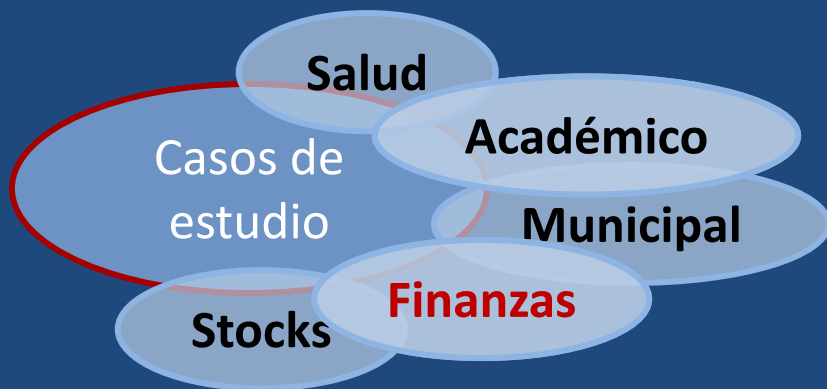 Salud
Académico
Casos de
estudio
Municipal
Finanzas
Stocks